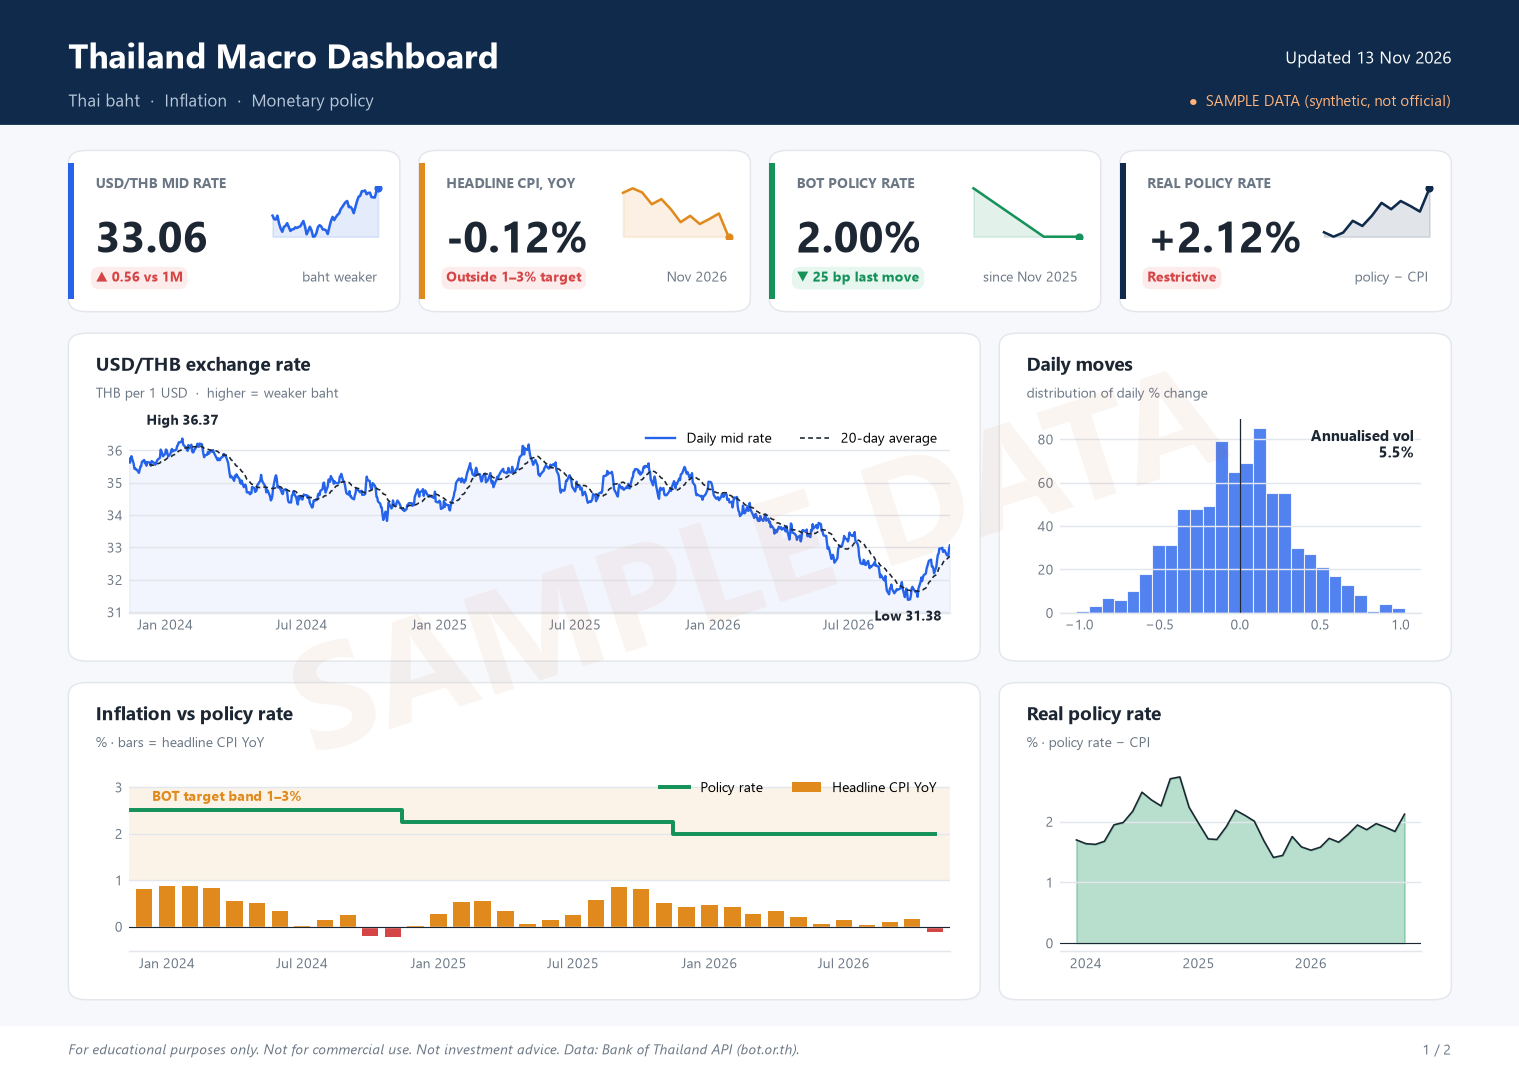 Thailand Macro Dashboard
Updated 13 Nov 2026
Thai baht · Inflation · Monetary policy
● SAMPLE DATA (synthetic, not official)
USD/THB MID RATE
33.06
▲ 0.56 vs 1M
baht weaker
HEADLINE CPI, YOY
-0.12%
Outside 1–3% target
Nov 2026
BOT POLICY RATE
2.00%
▼ 25 bp last move
since Nov 2025
REAL POLICY RATE
+2.12%
Restrictive
policy − CPI
USD/THB exchange rate
THB per 1 USD · higher = weaker baht
High 36.37
Daily mid rate
20-day average
36
35
34
33
32
31
Low 31.38
Jan 2024
Jul 2024
Jan 2025
Jul 2025
Jan 2026
Jul 2026
Daily moves
distribution of daily % change
Annualised vol
5.5%
80
60
40
20
0
−1.0
−0.5
0.0
0.5
1.0
SAMPLE DATA
Inflation vs policy rate
% · bars = headline CPI YoY
Policy rate
Headline CPI YoY
BOT target band 1–3%
3
2
1
0
Jan 2024
Jul 2024
Jan 2025
Jul 2025
Jan 2026
Jul 2026
Real policy rate
% · policy rate − CPI
2
1
0
2024
2025
2026
For educational purposes only. Not for commercial use. Not investment advice. Data: Bank of Thailand API (bot.or.th).
1 / 2